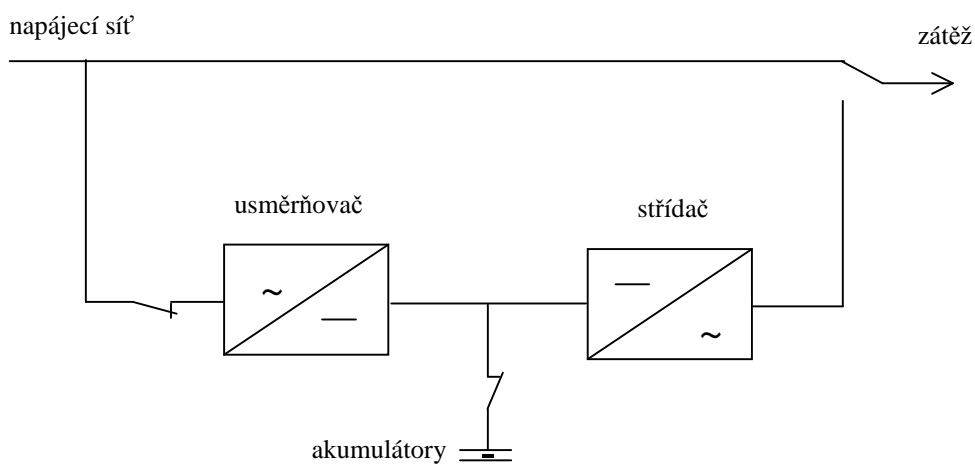 napájecí síť
zátěž
usměrňovač
střídač
~
—
—
~
akumulátory